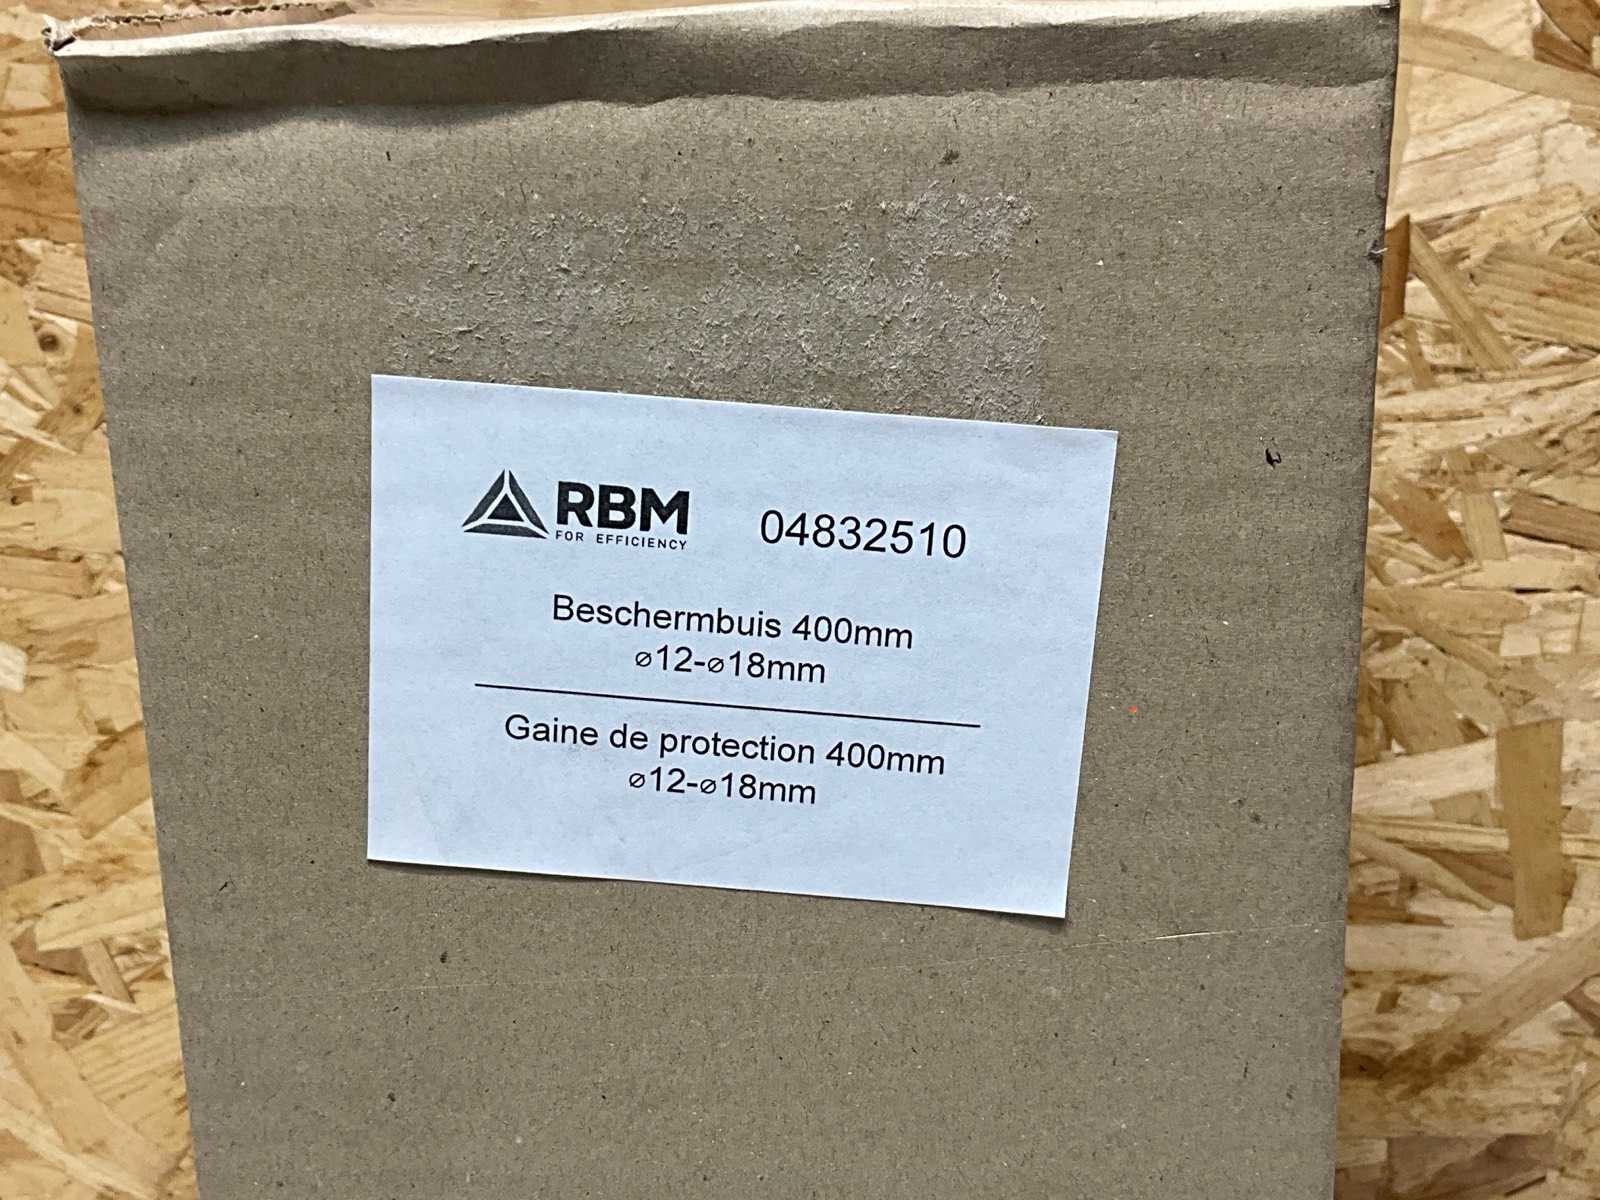 RBM
FOR EFFICIENCY
04832510
Beschermbuis 400mm
⌀12-⌀18mm
Gaine de protection 400mm
⌀12-⌀18mm